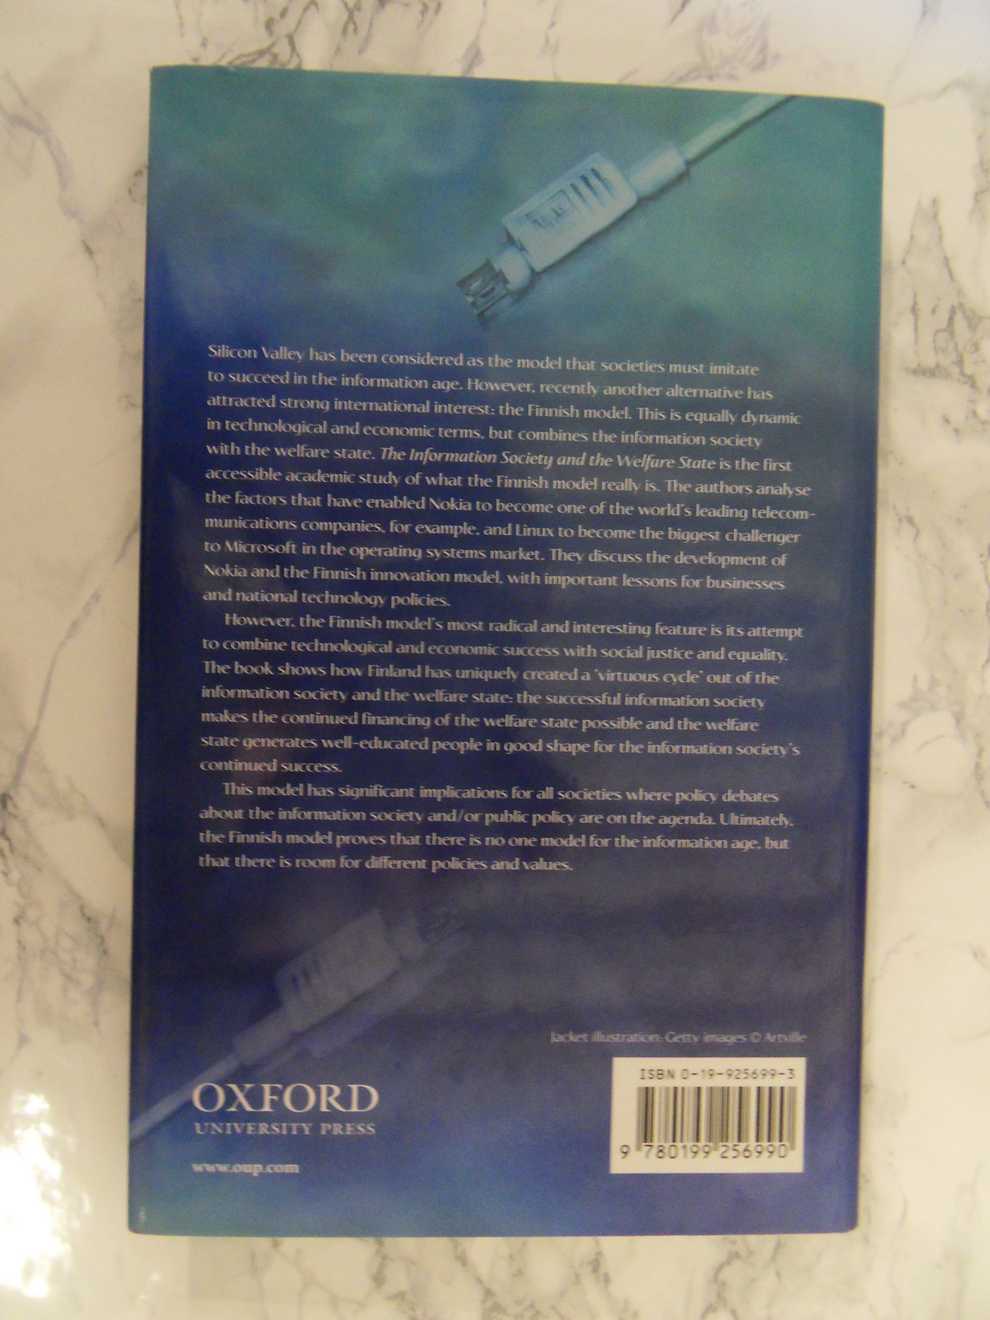 Silicon Valley has been considered as the model that societies must imitate
to succeed in the information age. However, recently another alternative has
attracted strong international interest: the Finnish model. This is equally dynamic
in technological and economic terms, but combines the information society
with the welfare state. The Information Society and the Welfare State is the first
accessible academic study of what the Finnish model really is. The authors analyse
the factors that have enabled Nokia to become one of the world's leading telecom-
munications companies, for example, and Linux to become the biggest challenger
to Microsoft in the operating systems market. They discuss the development of
Nokia and the Finnish innovation model, with important lessons for businesses
and national technology policies.
However, the Finnish model's most radical and interesting feature is its attempt
to combine technological and economic success with social justice and equality.
The book shows how Finland has uniquely created a 'virtuous cycle' out of the
information society and the welfare state: the successful information society
makes the continued financing of the welfare state possible and the welfare
state generates well-educated people in good shape for the information society's
continued success.
This model has significant implications for all societies where policy debates
about the information society and/or public policy are on the agenda. Ultimately,
the Finnish model proves that there is no one model for the information age, but
that there is room for different policies and values.
Jacket illustration: Getty images © Artville
ISBN 0-19-925699-3
9 780199 256990
OXFORD
UNIVERSITY PRESS
www.oup.com